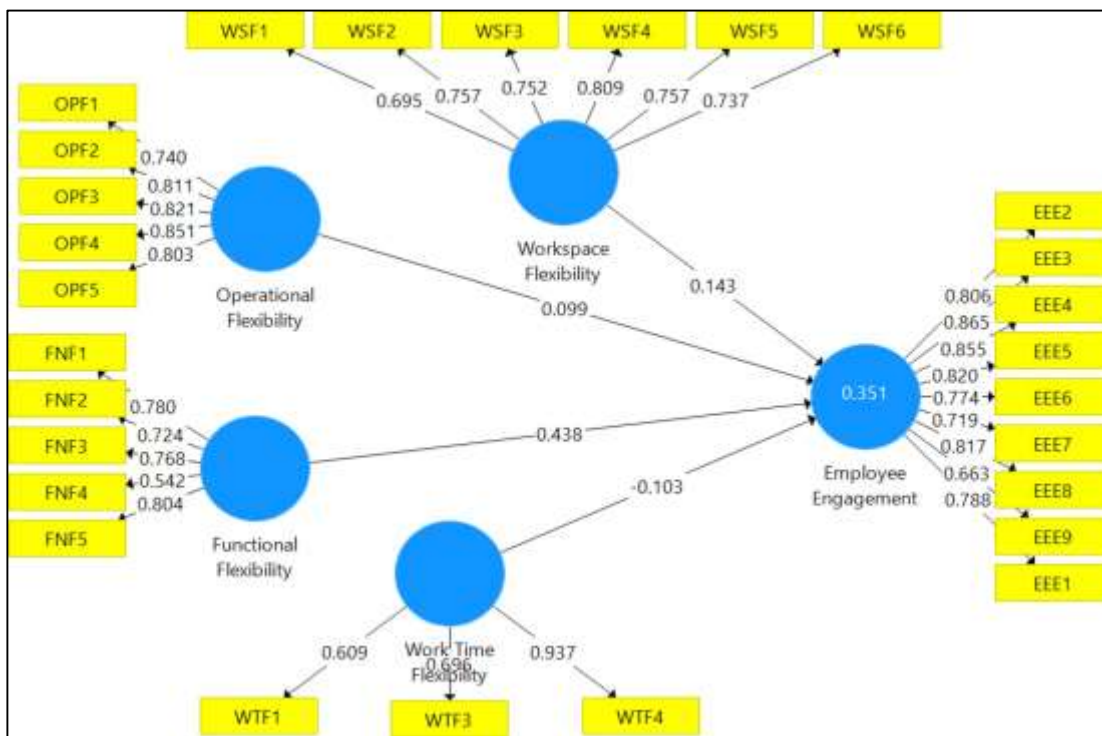 WSF1 WSF2 WSF3 WSF4 WSF5 WSF6
0.695 0.757 0.752 0.809 0.757 0.737
OPF1
OPF2
OPF3
OPF4
OPF5
0.740
0.811
0.821
0.851
0.803
Operational
Flexibility
Workspace
Flexibility
0.143
0.099
FNF1
FNF2
FNF3
FNF4
FNF5
0.780
0.724
0.768
0.542
0.804
Functional
Flexibility
0.438
-0.103
0.351
Employee
Engagement
0.806
0.865
0.855
0.820
0.774
0.719
0.817
0.663
0.788
EEE2
EEE3
EEE4
EEE5
EEE6
EEE7
EEE8
EEE9
EEE1
Work Time
Flexibility
0.609 0.696 0.937
WTF1 WTF3 WTF4